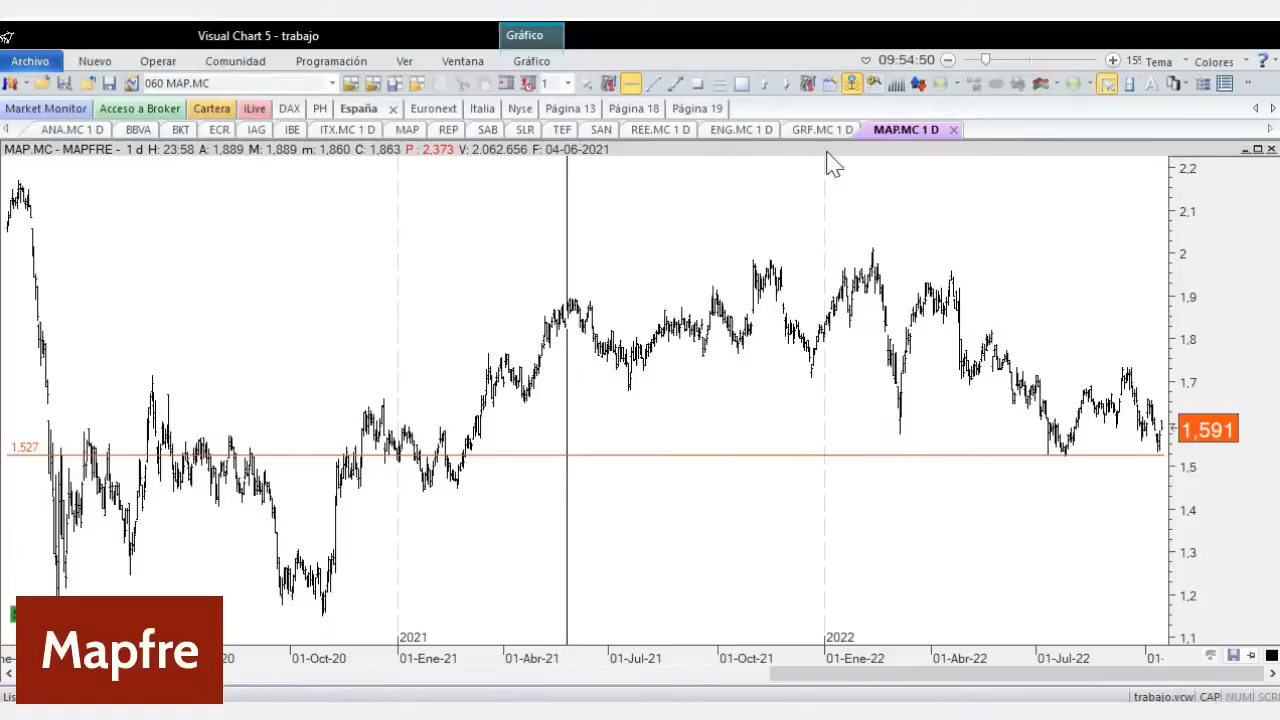 Visual Chart 5 - trabajo
Gráfico
Archivo Nuevo Operar Comunidad Programación Ver Ventana Gráfico 09:54:50 Tema Colores ?
060 MAP.MC 1
Market Monitor Acceso a Broker Cartera iLive DAX PH España Euronext Italia Nyse Página 13 Página 18 Página 19
ANA.MC 1 D BBVA BKT ECR IAG IBE ITX.MC 1 D MAP REP SAB SLR TEF SAN REE.MC 1 D ENG.MC 1 D GRF.MC 1 D MAP.MC 1 D
MAP.MC - MAPFRE - 1 d H: 23:58 A: 1,889 M: 1,889 m: 1,860 C: 1,863 P : 2,373 V: 2.062.656 F: 04-06-2021
2,2
2,1
2
1,9
1,8
1,7
1,591
1,527
1,5
1,4
1,3
1,2
1,1
2021 2022
01-Oct-20 01-Ene-21 01-Abr-21 01-Jul-21 01-Oct-21 01-Ene-22 01-Abr-22 01-Jul-22 01-
Mapfre
trabajo.vcw CAP NUM SCR